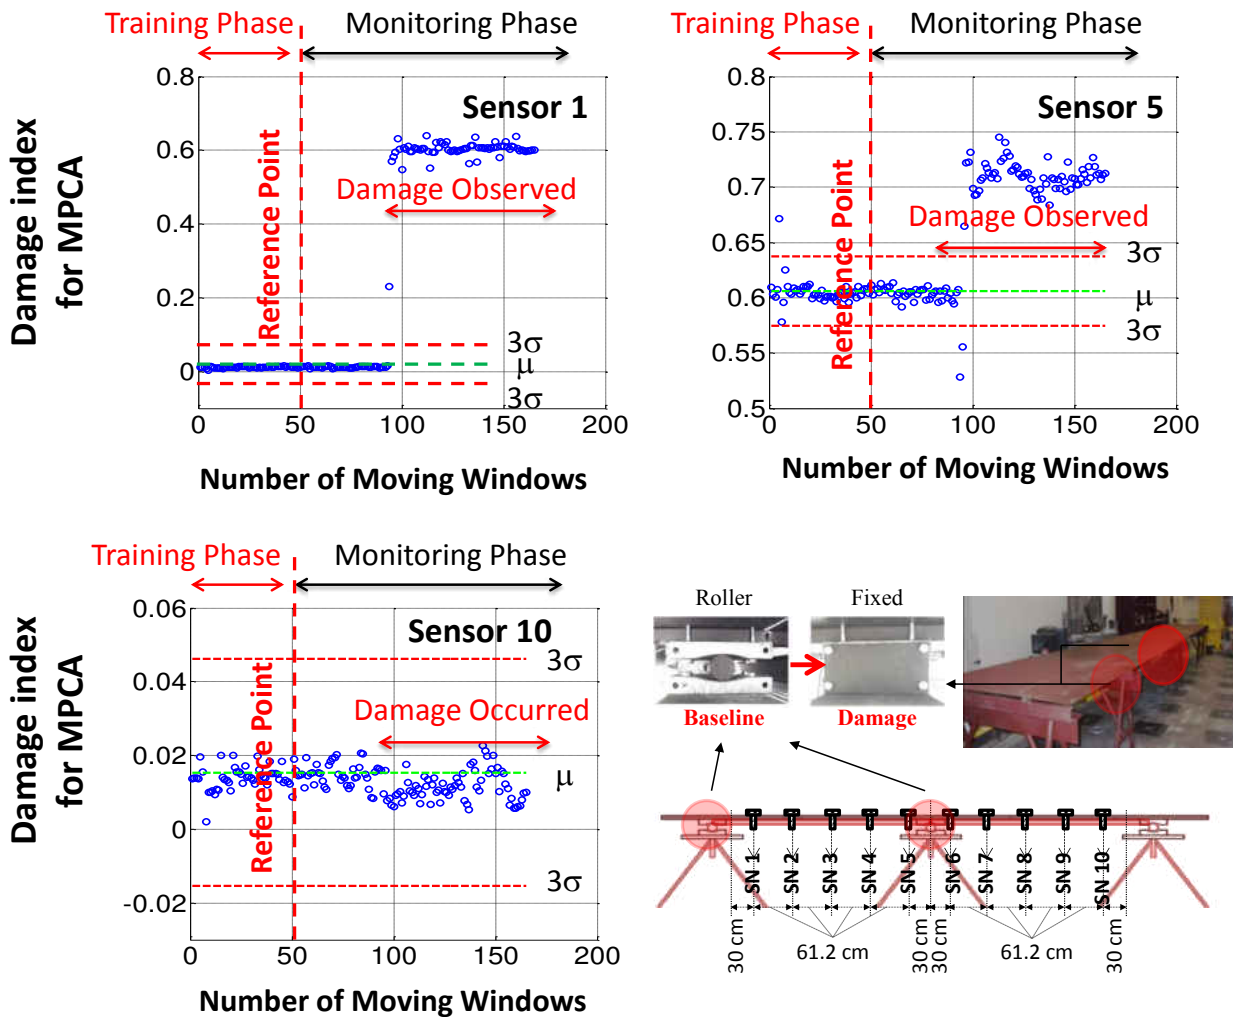 Training Phase
Monitoring Phase
Damage index
for MPCA
0.8
0.6
0.4
0.2
0
Sensor 1
Reference Point
Damage Observed
3σ
μ
3σ
0
50
100
150
200
Number of Moving Windows
Training Phase
Monitoring Phase
0.8
0.75
0.7
0.65
0.6
0.55
0.5
Sensor 5
Reference Point
Damage Observed
3σ
μ
3σ
0
50
100
150
200
Number of Moving Windows
Training Phase
Monitoring Phase
Damage index
for MPCA
0.06
0.04
0.02
0
-0.02
Sensor 10
Reference Point
3σ
Damage Occurred
μ
3σ
0
50
100
150
200
Number of Moving Windows
Roller
Fixed
Baseline
Damage
SN 1
SN 2
SN 3
SN 4
SN 5
SN 6
SN 7
SN 8
SN 9
SN 10
30 cm
61.2 cm
30 cm
30 cm
61.2 cm
30 cm